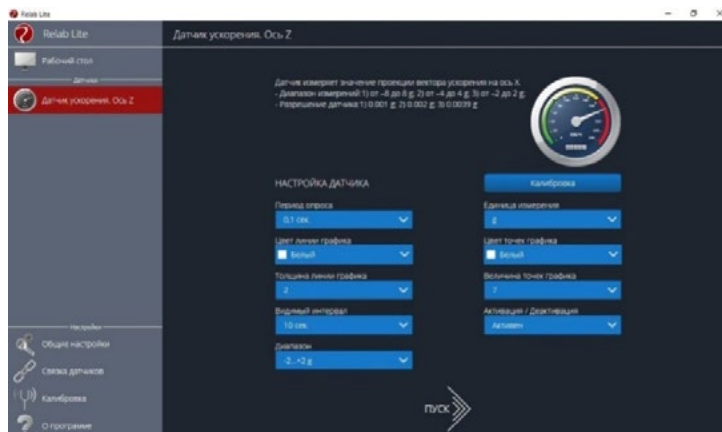 Relab Lite
Relab Lite
Датчик ускорения. Ось Z
Рабочий стол
Датчики
Датчик ускорения. Ось Z
Датчик измеряет значение проекции вектора ускорения на ось X.
- Диапазон измерений:1) от –8 до 8 g; 2) от –4 до 4 g; 3) от –2 до 2 g;
- Разрешение датчика:1) 0.001 g; 2) 0.002 g; 3) 0.0039 g
НАСТРОЙКА ДАТЧИКА
Калибровка
Период опроса
Единица измерения
0,1 сек.
g
Цвет линии графика
Цвет точек графика
Белый
Белый
Толщина линии графика
Величина точек графика
2
7
Видимый интервал
Активация / Деактивация
10 сек.
Активен
Диапазон
-2...+2 g
Настройки
Общие настройки
Связка датчиков
Калибровка
О программе
ПУСК